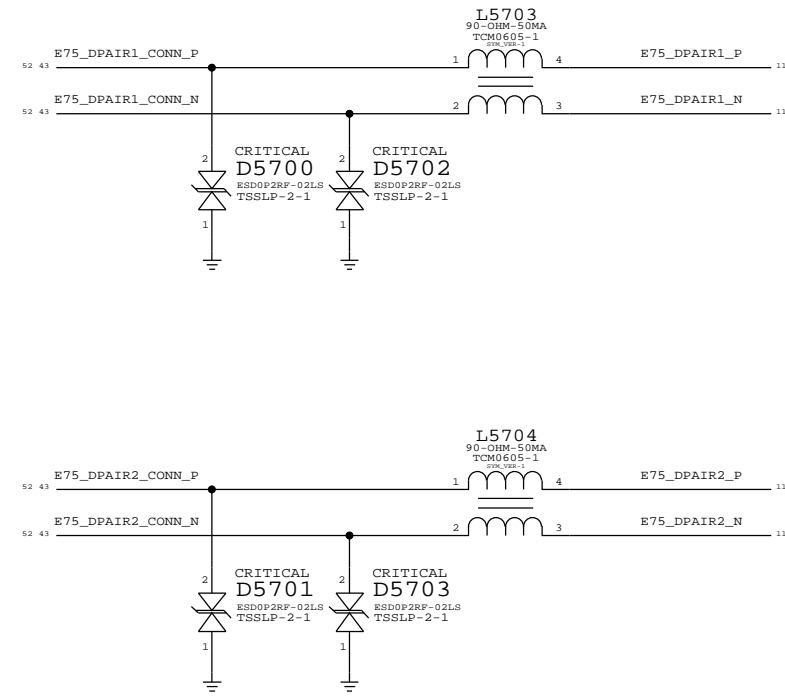 L5703
90-OHM-50MA
TCM0605-1
SYM_VER-1
E75_DPAIR1_CONN_P
1
4
E75_DPAIR1_P
52 43
11
E75_DPAIR1_CONN_N
2
3
E75_DPAIR1_N
52 43
11
CRITICAL
D5700
ESD0P2RF-02LS
TSSLP-2-1
2
1
CRITICAL
D5702
ESD0P2RF-02LS
TSSLP-2-1
2
1
L5704
90-OHM-50MA
TCM0605-1
SYM_VER-1
E75_DPAIR2_CONN_P
1
4
E75_DPAIR2_P
52 43
11
E75_DPAIR2_CONN_N
2
3
E75_DPAIR2_N
52 43
11
CRITICAL
D5701
ESD0P2RF-02LS
TSSLP-2-1
2
1
CRITICAL
D5703
ESD0P2RF-02LS
TSSLP-2-1
2
1